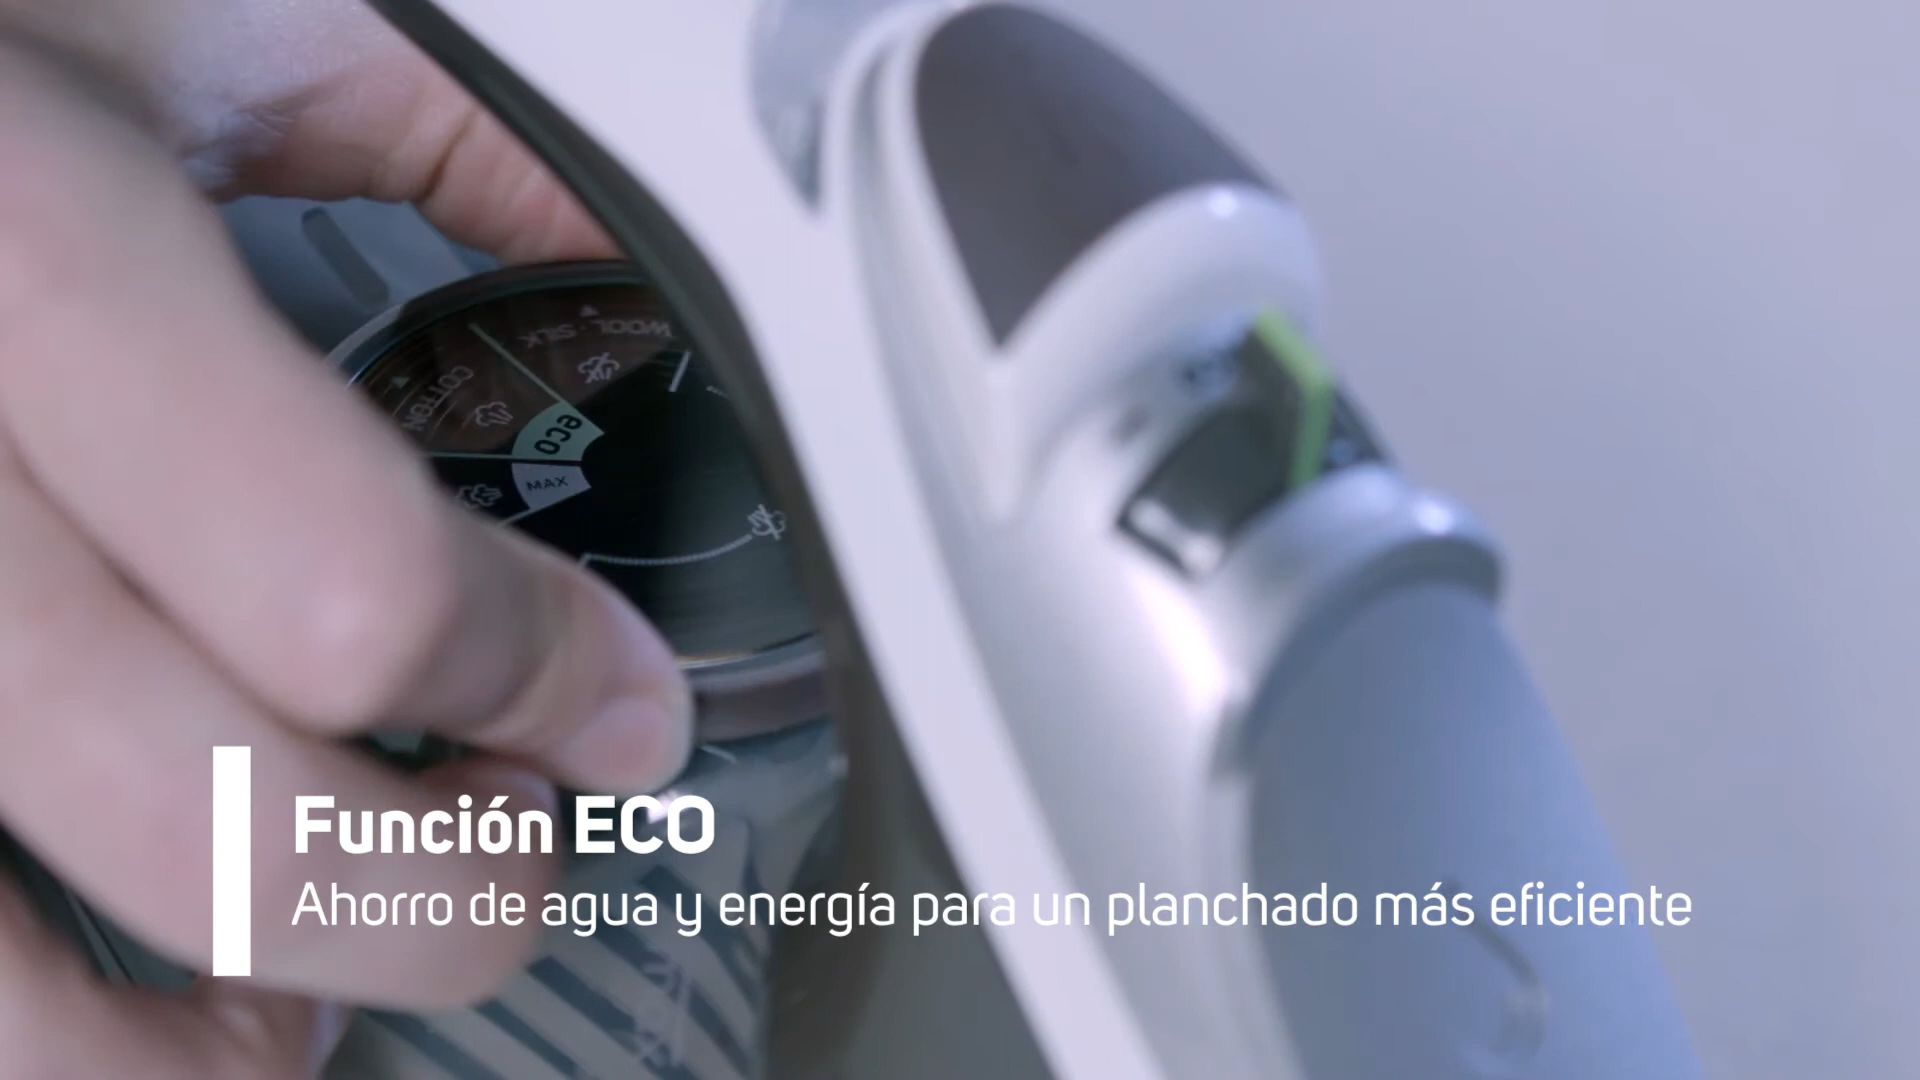 WOOL · SILK
COTTON
eco
MAX
Función ECO
Ahorro de agua y energía para un planchado más eficiente